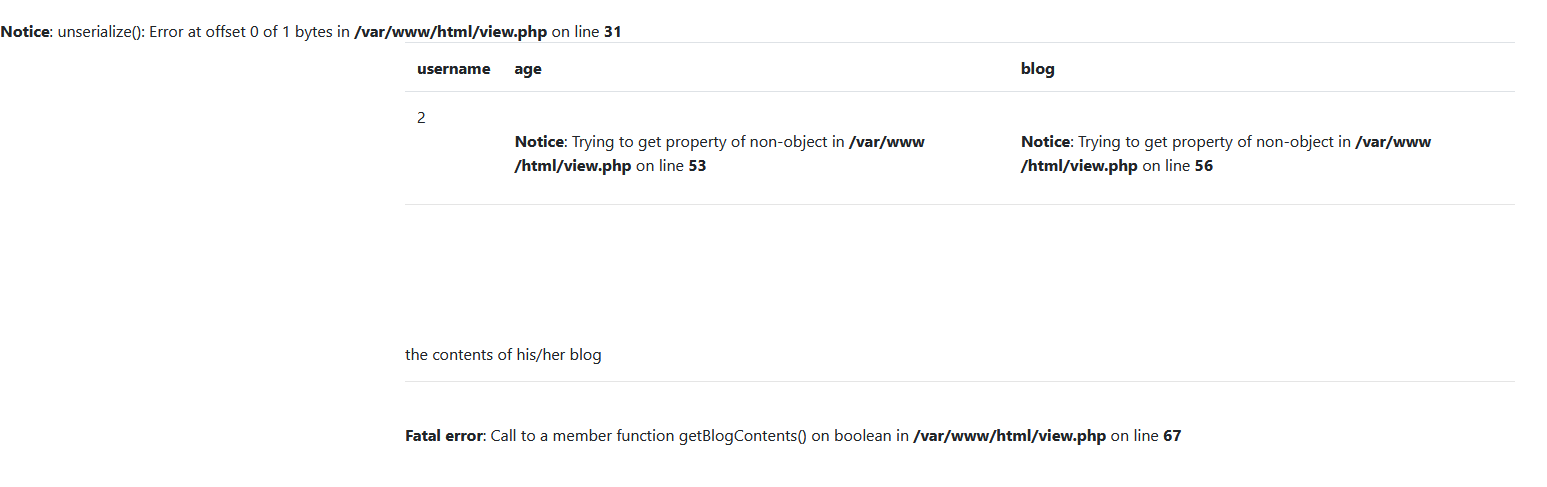 Notice: unserialize(): Error at offset 0 of 1 bytes in /var/www/html/view.php on line 31
username age blog
2
Notice: Trying to get property of non-object in /var/www
/html/view.php on line 53
Notice: Trying to get property of non-object in /var/www
/html/view.php on line 56
the contents of his/her blog
Fatal error: Call to a member function getBlogContents() on boolean in /var/www/html/view.php on line 67